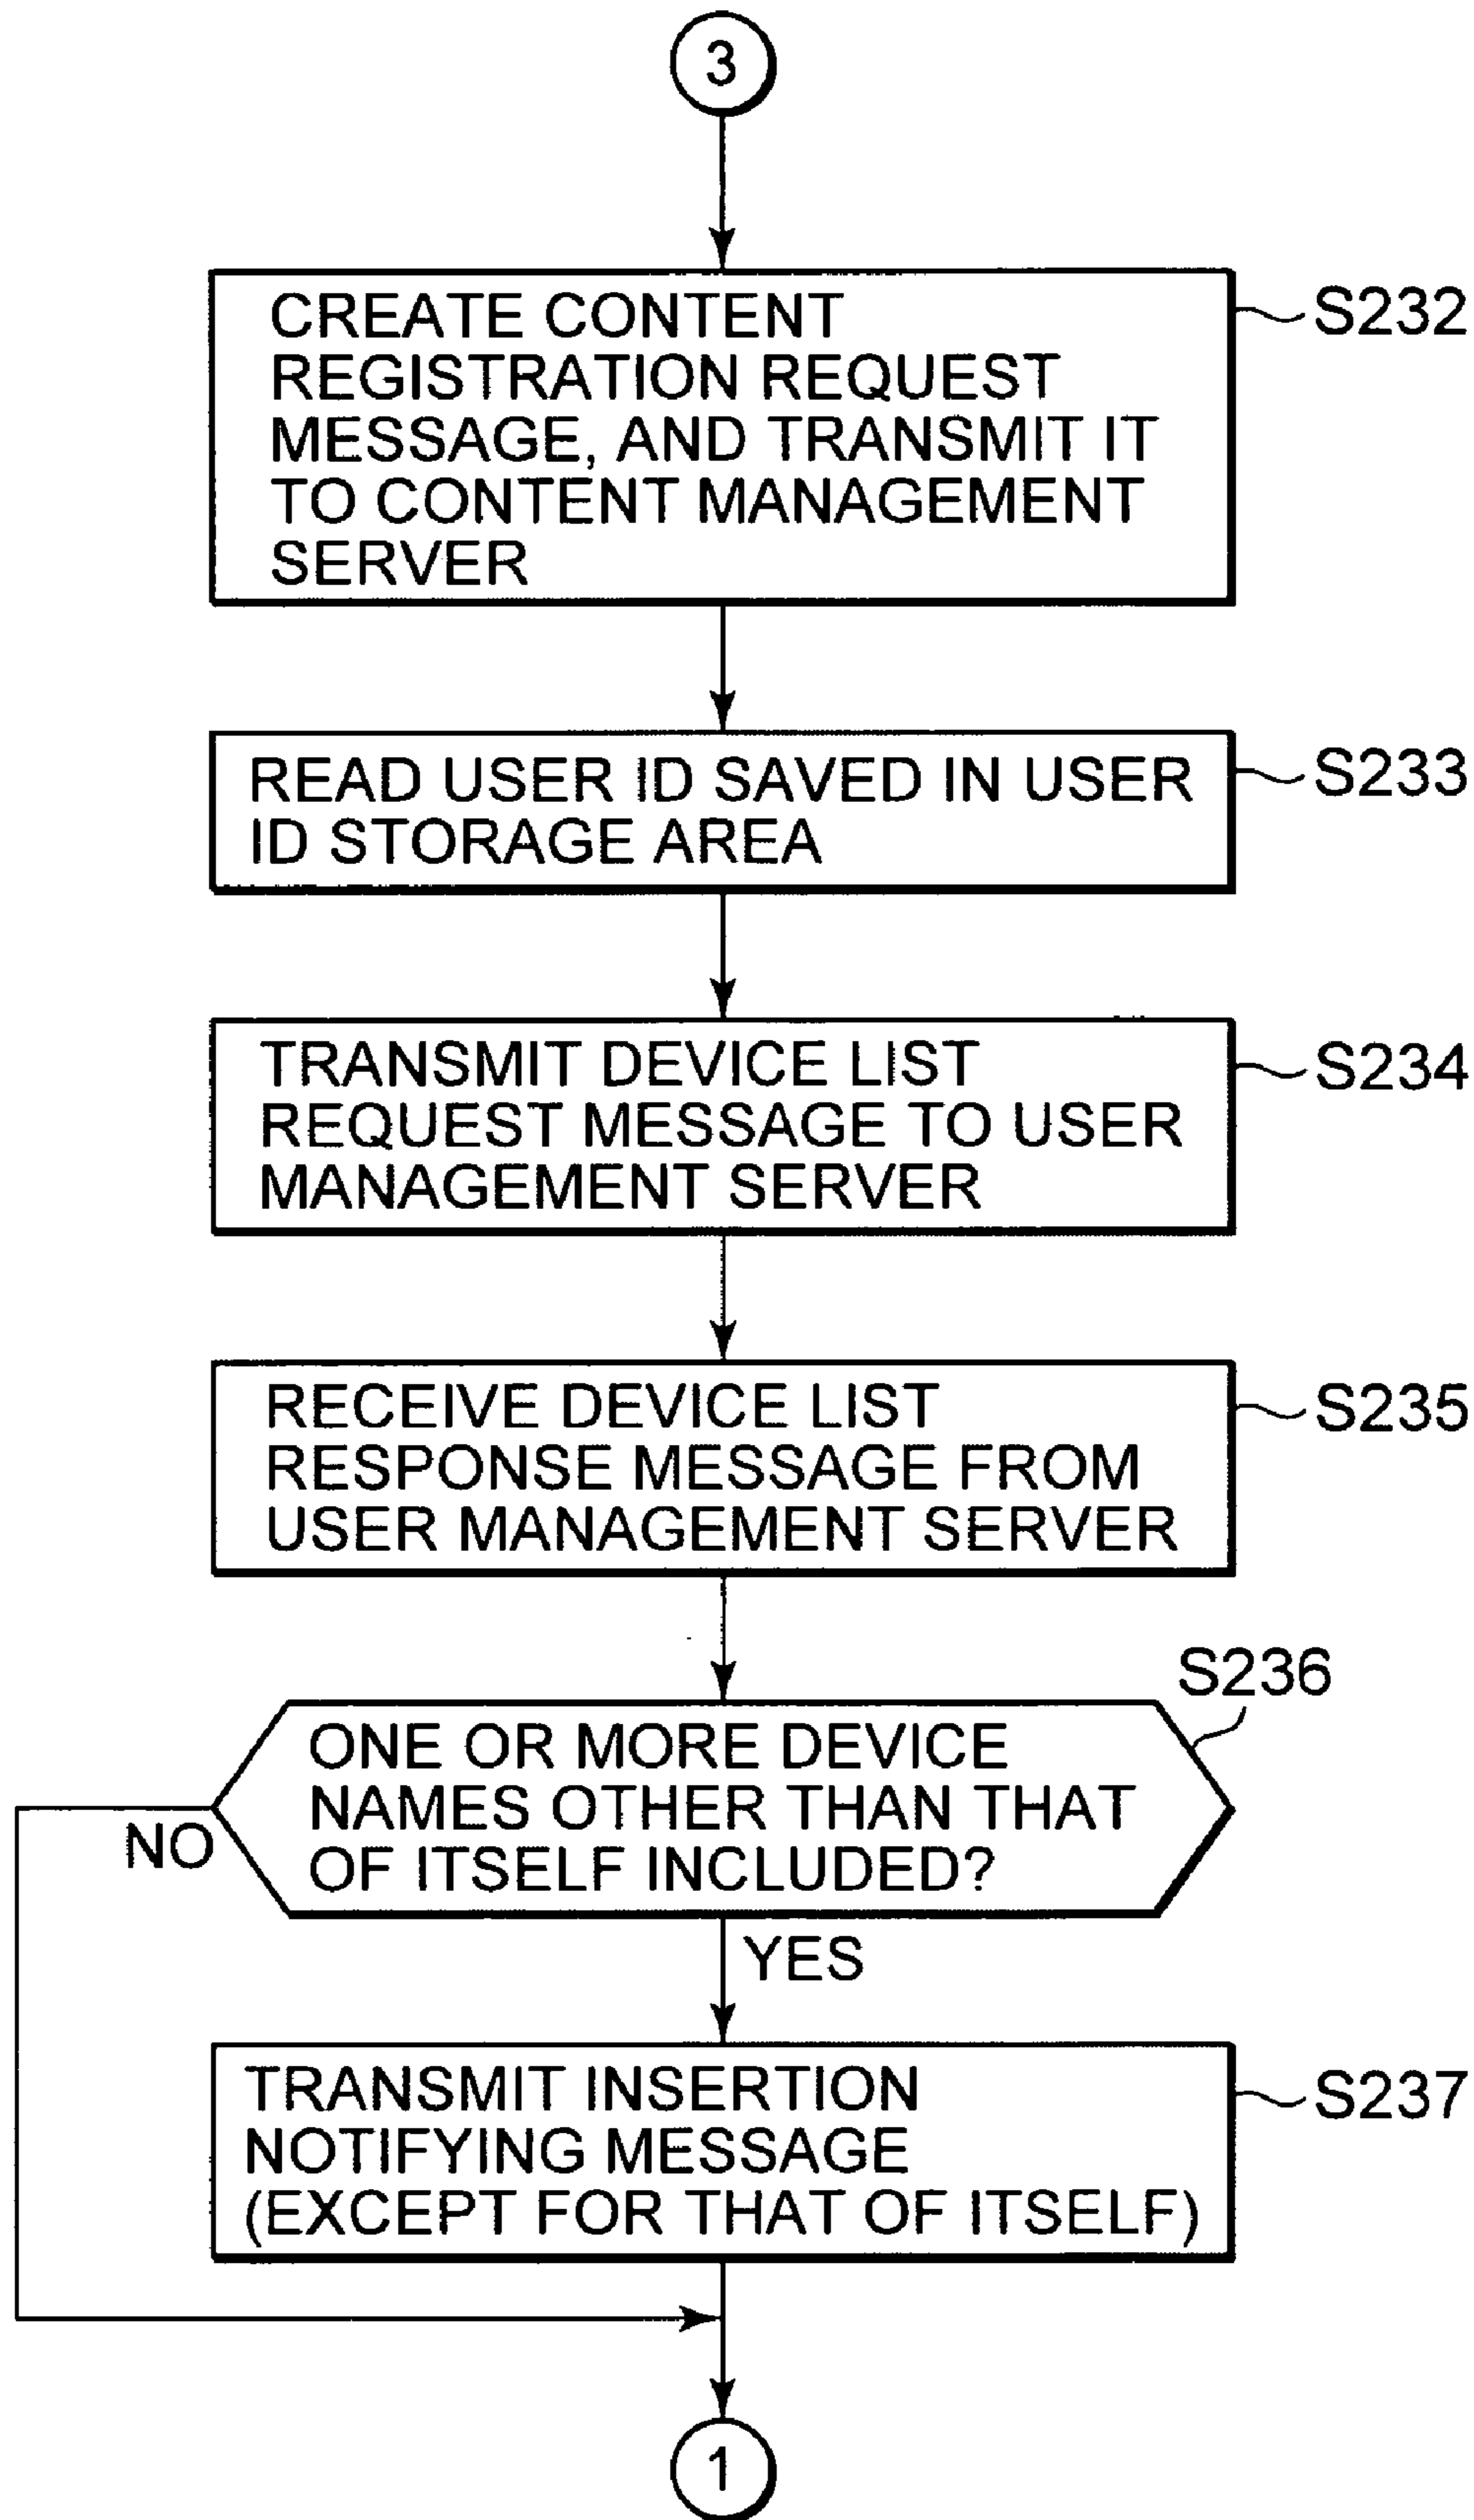 3
CREATE CONTENT
REGISTRATION REQUEST
MESSAGE, AND TRANSMIT IT
TO CONTENT MANAGEMENT
SERVER
S232
READ USER ID SAVED IN USER
ID STORAGE AREA
S233
TRANSMIT DEVICE LIST
REQUEST MESSAGE TO USER
MANAGEMENT SERVER
S234
RECEIVE DEVICE LIST
RESPONSE MESSAGE FROM
USER MANAGEMENT SERVER
S235
S236
ONE OR MORE DEVICE
NAMES OTHER THAN THAT
OF ITSELF INCLUDED?
NO
YES
TRANSMIT INSERTION
NOTIFYING MESSAGE
(EXCEPT FOR THAT OF ITSELF)
S237
1